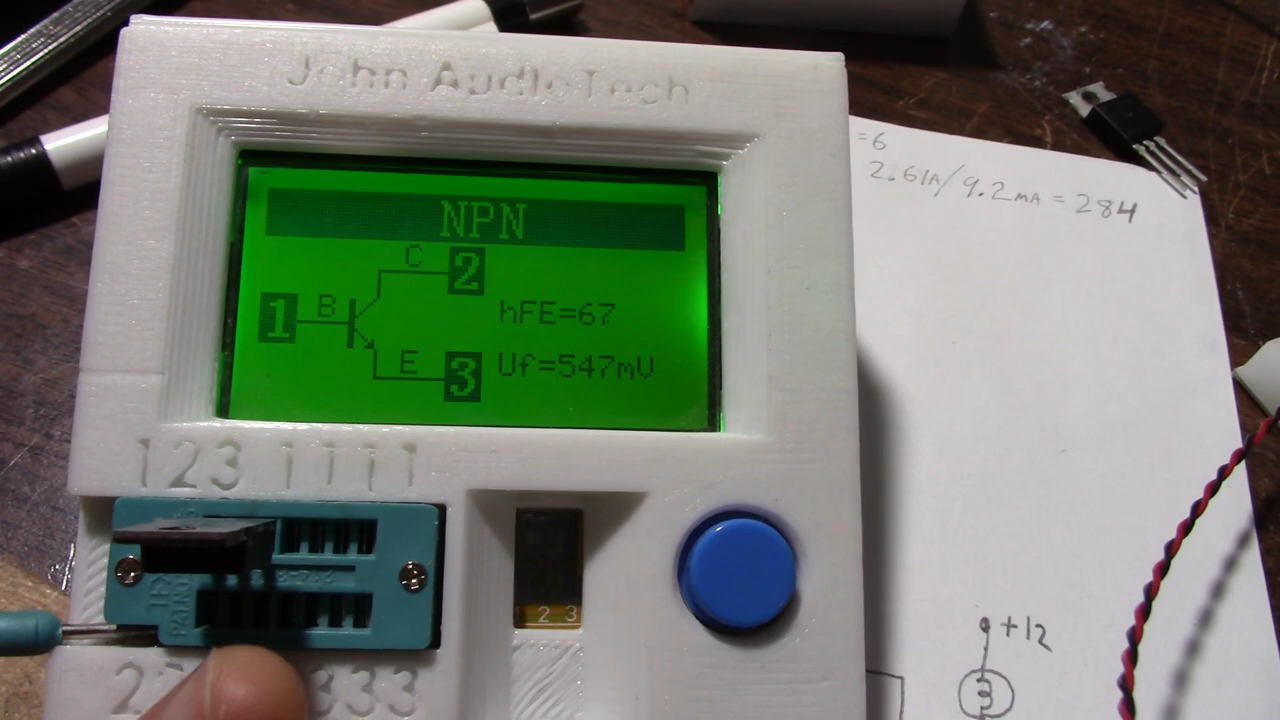 John AudioTech
NPN
C 2
1 B
hFE=67
E 3
Uf=547mV
123 1111
2 3
333
=6
2.61A/9.2mA = 284
+12